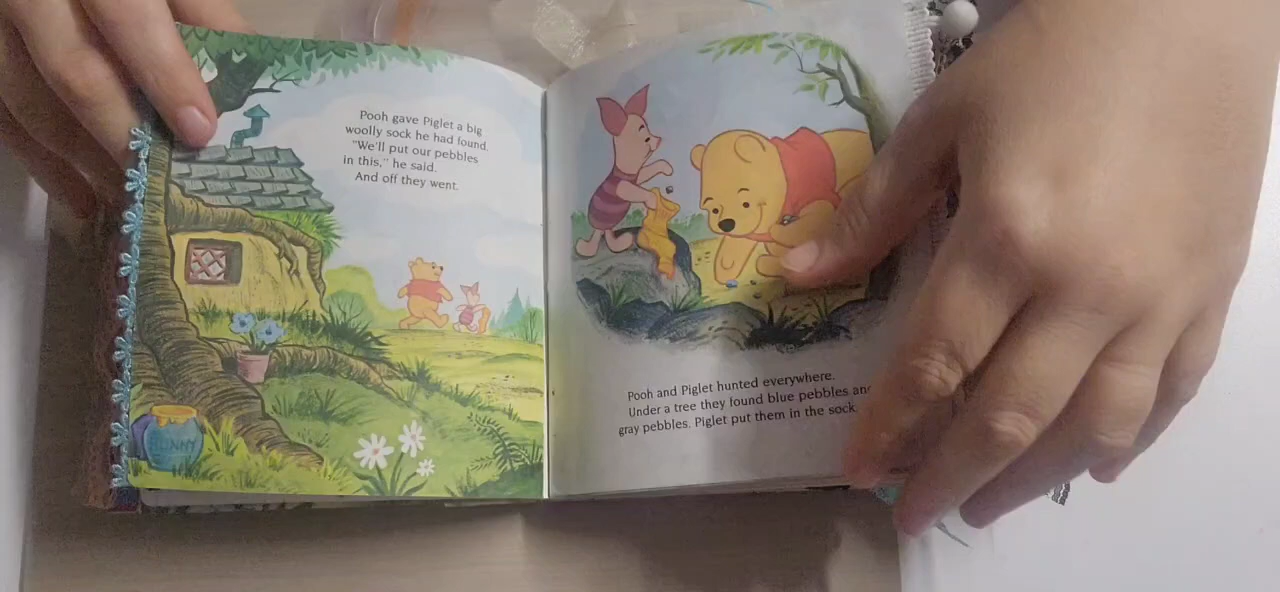 Pooh gave Piglet a big
woolly sock he had found.
"We'll put our pebbles
in this," he said.
And off they went.
HUNNY
Pooh and Piglet hunted everywhere.
Under a tree they found blue pebbles and
gray pebbles. Piglet put them in the sock.